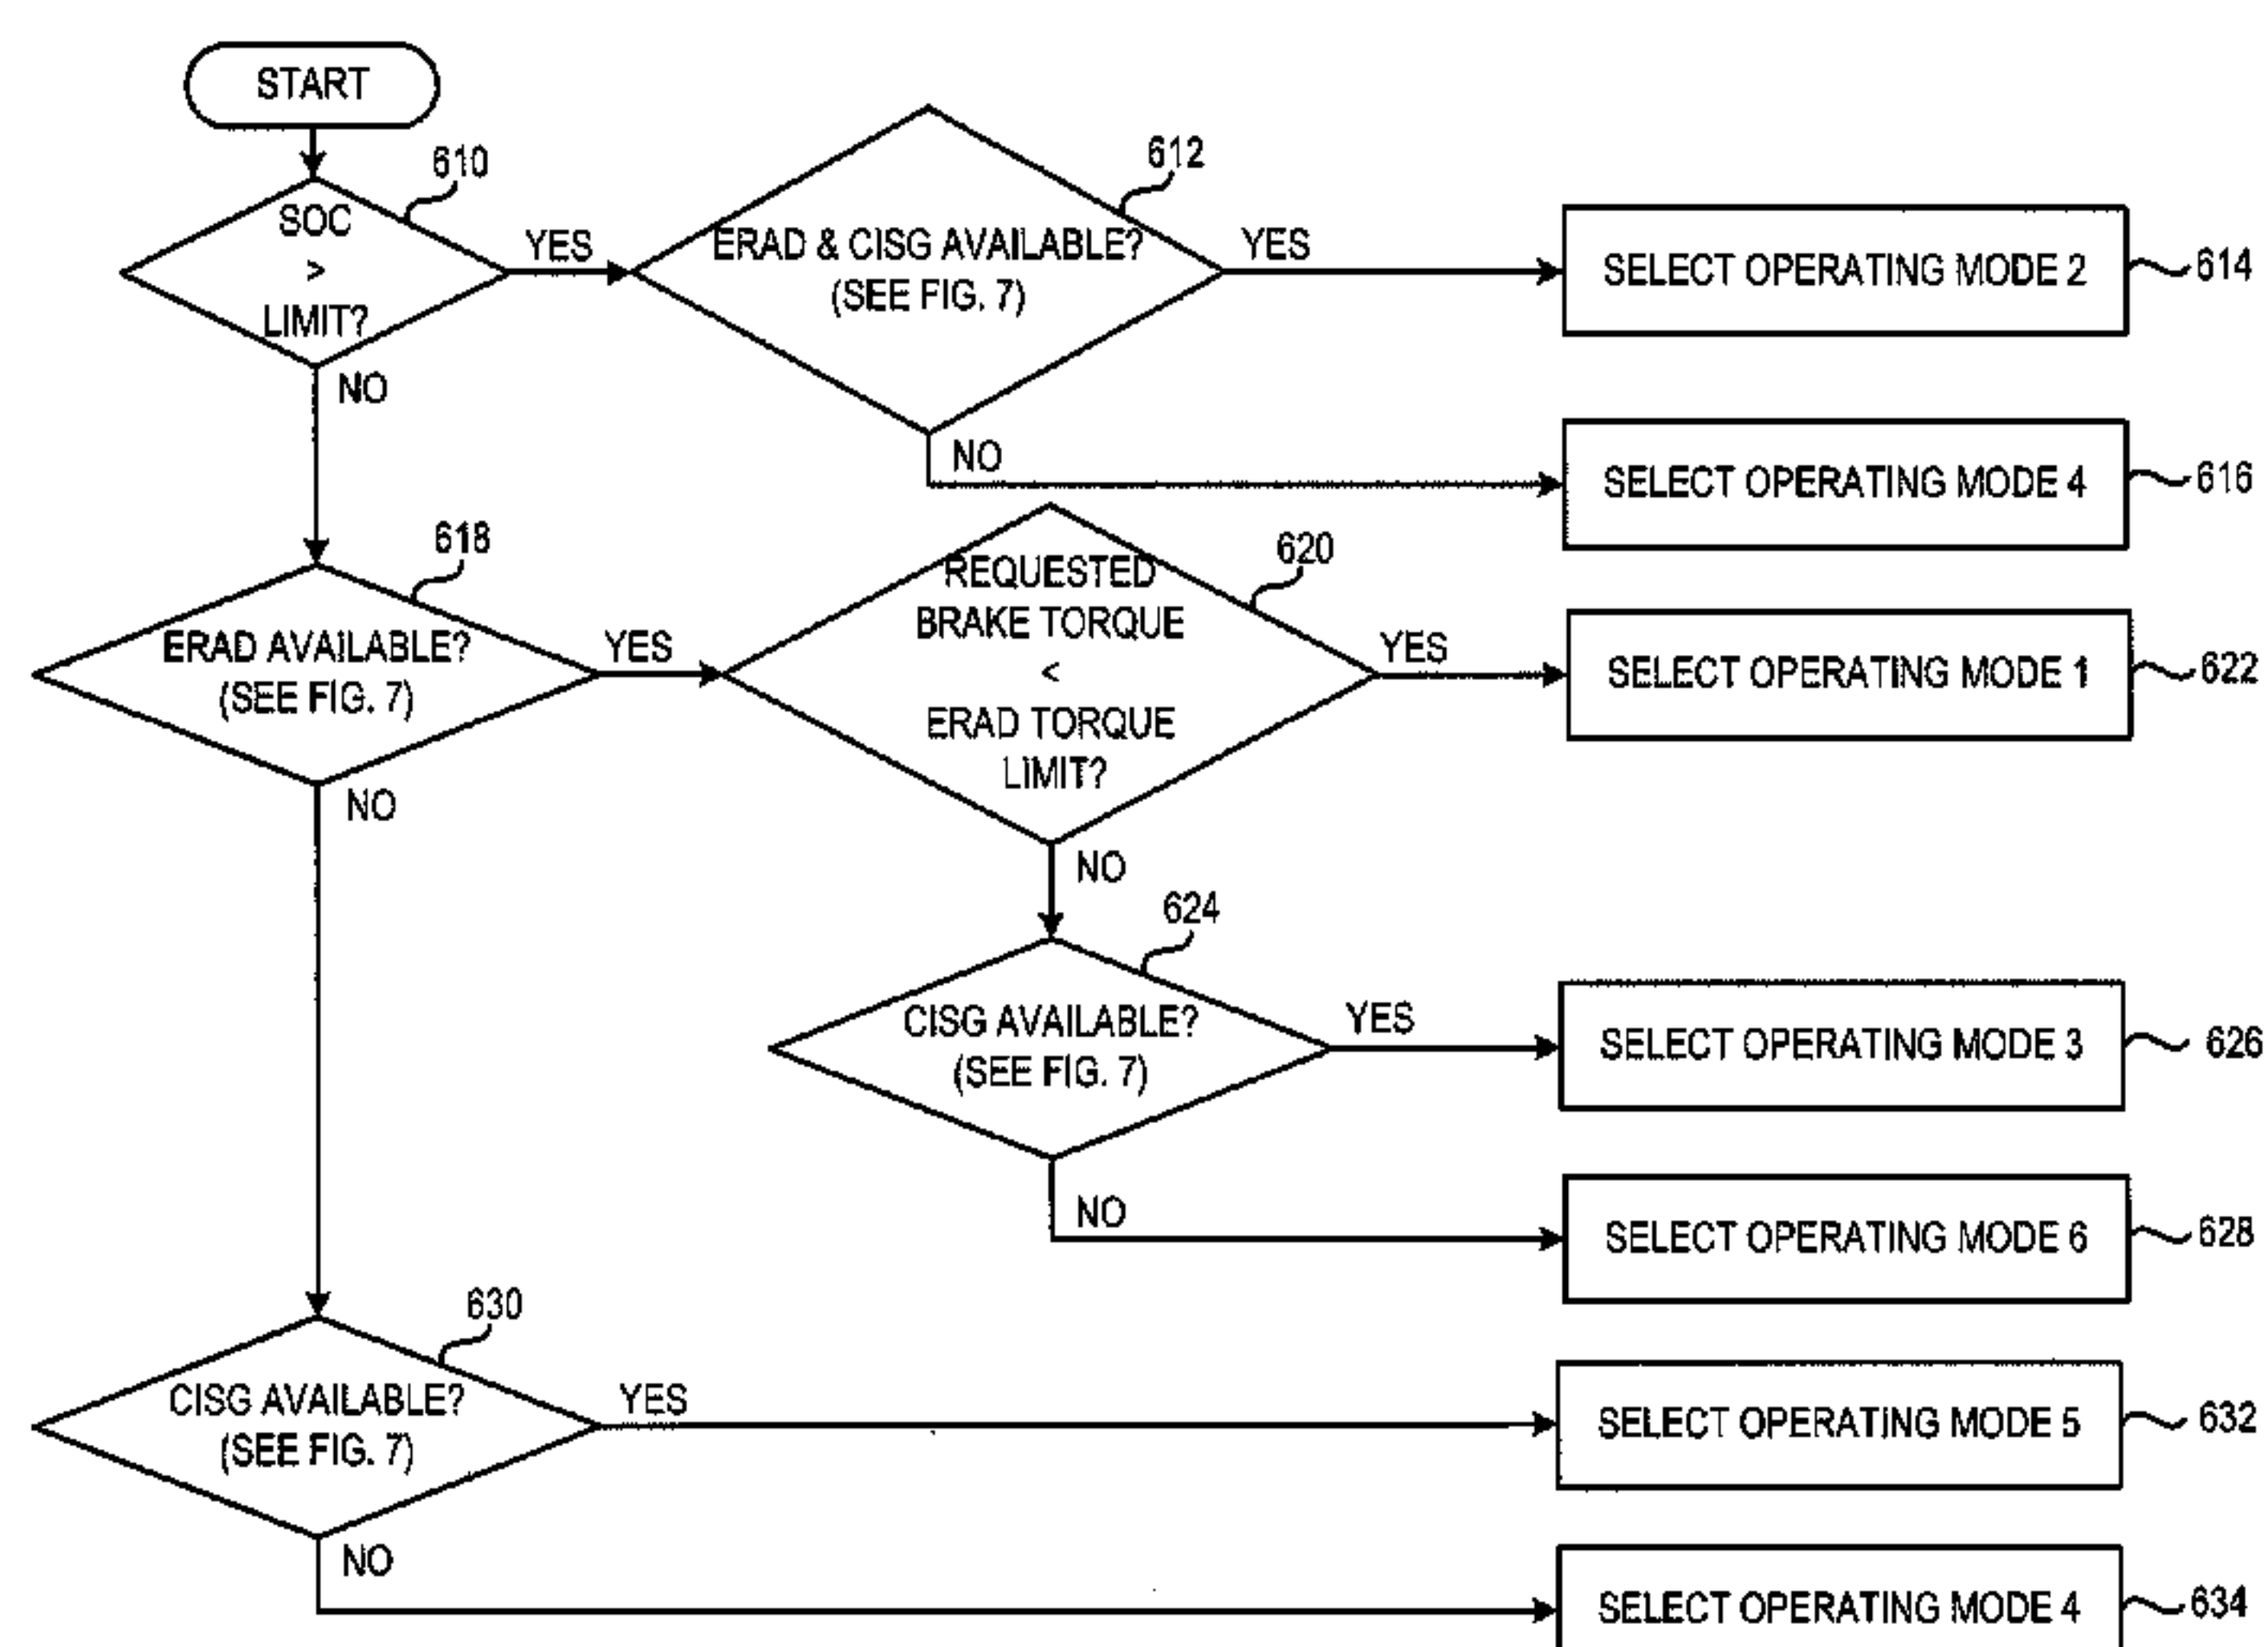 START
610
SOC
>
LIMIT?
YES
NO
612
ERAD & CISG AVAILABLE?
(SEE FIG. 7)
YES
NO
SELECT OPERATING MODE 2
614
SELECT OPERATING MODE 4
616
618
ERAD AVAILABLE?
(SEE FIG. 7)
YES
NO
620
REQUESTED
BRAKE TORQUE
<
ERAD TORQUE
LIMIT?
YES
NO
SELECT OPERATING MODE 1
622
624
CISG AVAILABLE?
(SEE FIG. 7)
YES
NO
SELECT OPERATING MODE 3
626
SELECT OPERATING MODE 6
628
630
CISG AVAILABLE?
(SEE FIG. 7)
YES
NO
SELECT OPERATING MODE 5
632
SELECT OPERATING MODE 4
634